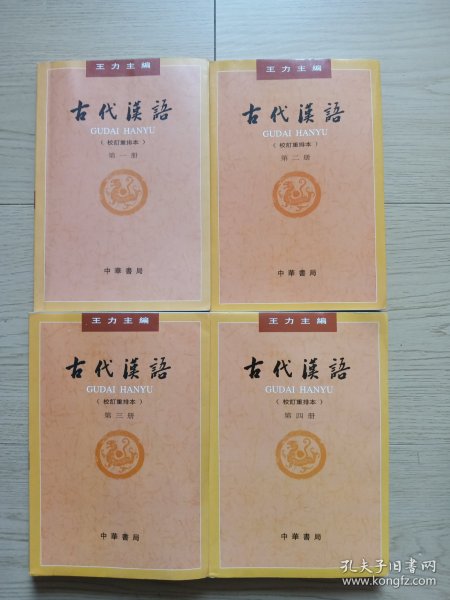 王力主編
古代漢語
GUDAI HANYU
（校訂重排本）
第一册
中華書局
王力主編
古代漢語
GUDAI HANYU
（校訂重排本）
第二册
中華書局
王力主編
古代漢語
GUDAI HANYU
（校訂重排本）
第三册
中華書局
王力主編
古代漢語
GUDAI HANYU
（校訂重排本）
第四册
中華書局
孔夫子旧书网
www.kongfz.com